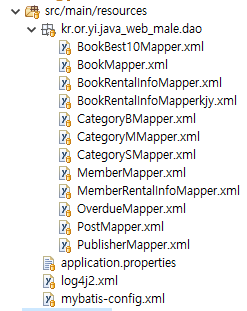 src/main/resources
kr.or.yi.java_web_male.dao
BookBest10Mapper.xml
BookMapper.xml
BookRentalInfoMapper.xml
BookRentalInfoMapperkjy.xml
CategoryBMapper.xml
CategoryMMapper.xml
CategorySMapper.xml
MemberMapper.xml
MemberRentalInfoMapper.xml
OverdueMapper.xml
PostMapper.xml
PublisherMapper.xml
application.properties
log4j2.xml
mybatis-config.xml